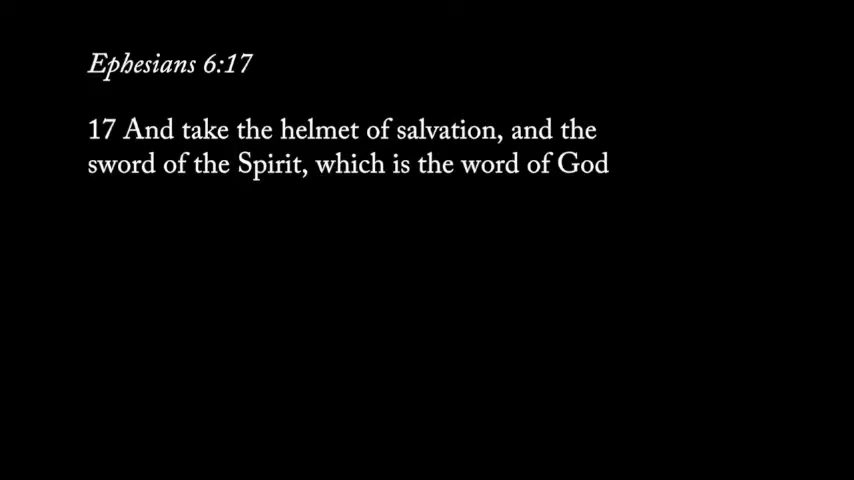 Ephesians 6:17
17 And take the helmet of salvation, and the
sword of the Spirit, which is the word of God